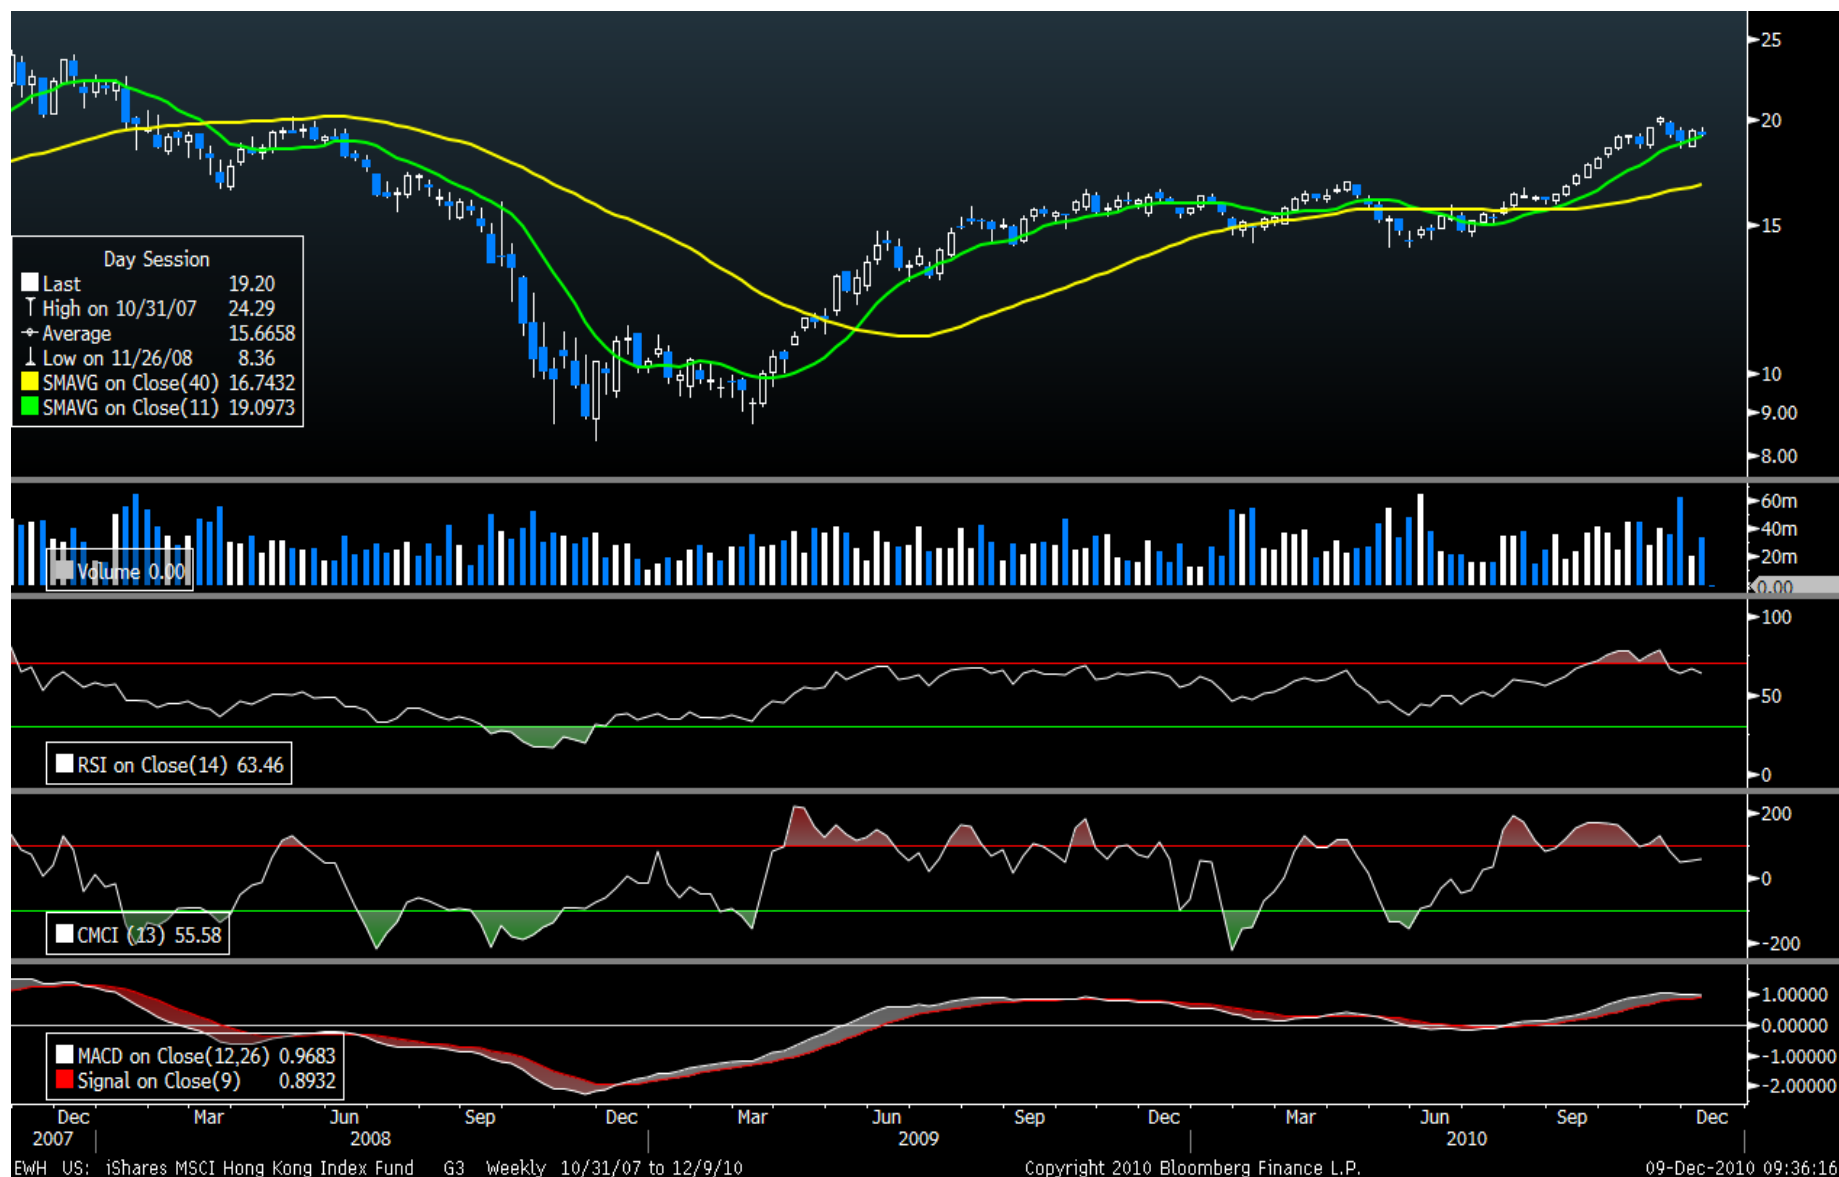 25
20
15
10
9.00
8.00
Day Session
Last 19.20
High on 10/31/07 24.29
Average 15.6658
Low on 11/26/08 8.36
SMAVG on Close(40) 16.7432
SMAVG on Close(11) 19.0973
60m
40m
20m
0.00
Volume 0.00
100
50
0
RSI on Close(14) 63.46
200
0
-200
CMCI (13) 55.58
1.00000
0.00000
-1.00000
-2.00000
MACD on Close(12,26) 0.9683
Signal on Close(9) 0.8932
Dec Mar Jun Sep Dec Mar Jun Sep Dec Mar Jun Sep Dec
2007 2008 2009 2010
EWH US: iShares MSCI Hong Kong Index Fund G3 Weekly 10/31/07 to 12/9/10 Copyright 2010 Bloomberg Finance L.P. 09-Dec-2010 09:36:16